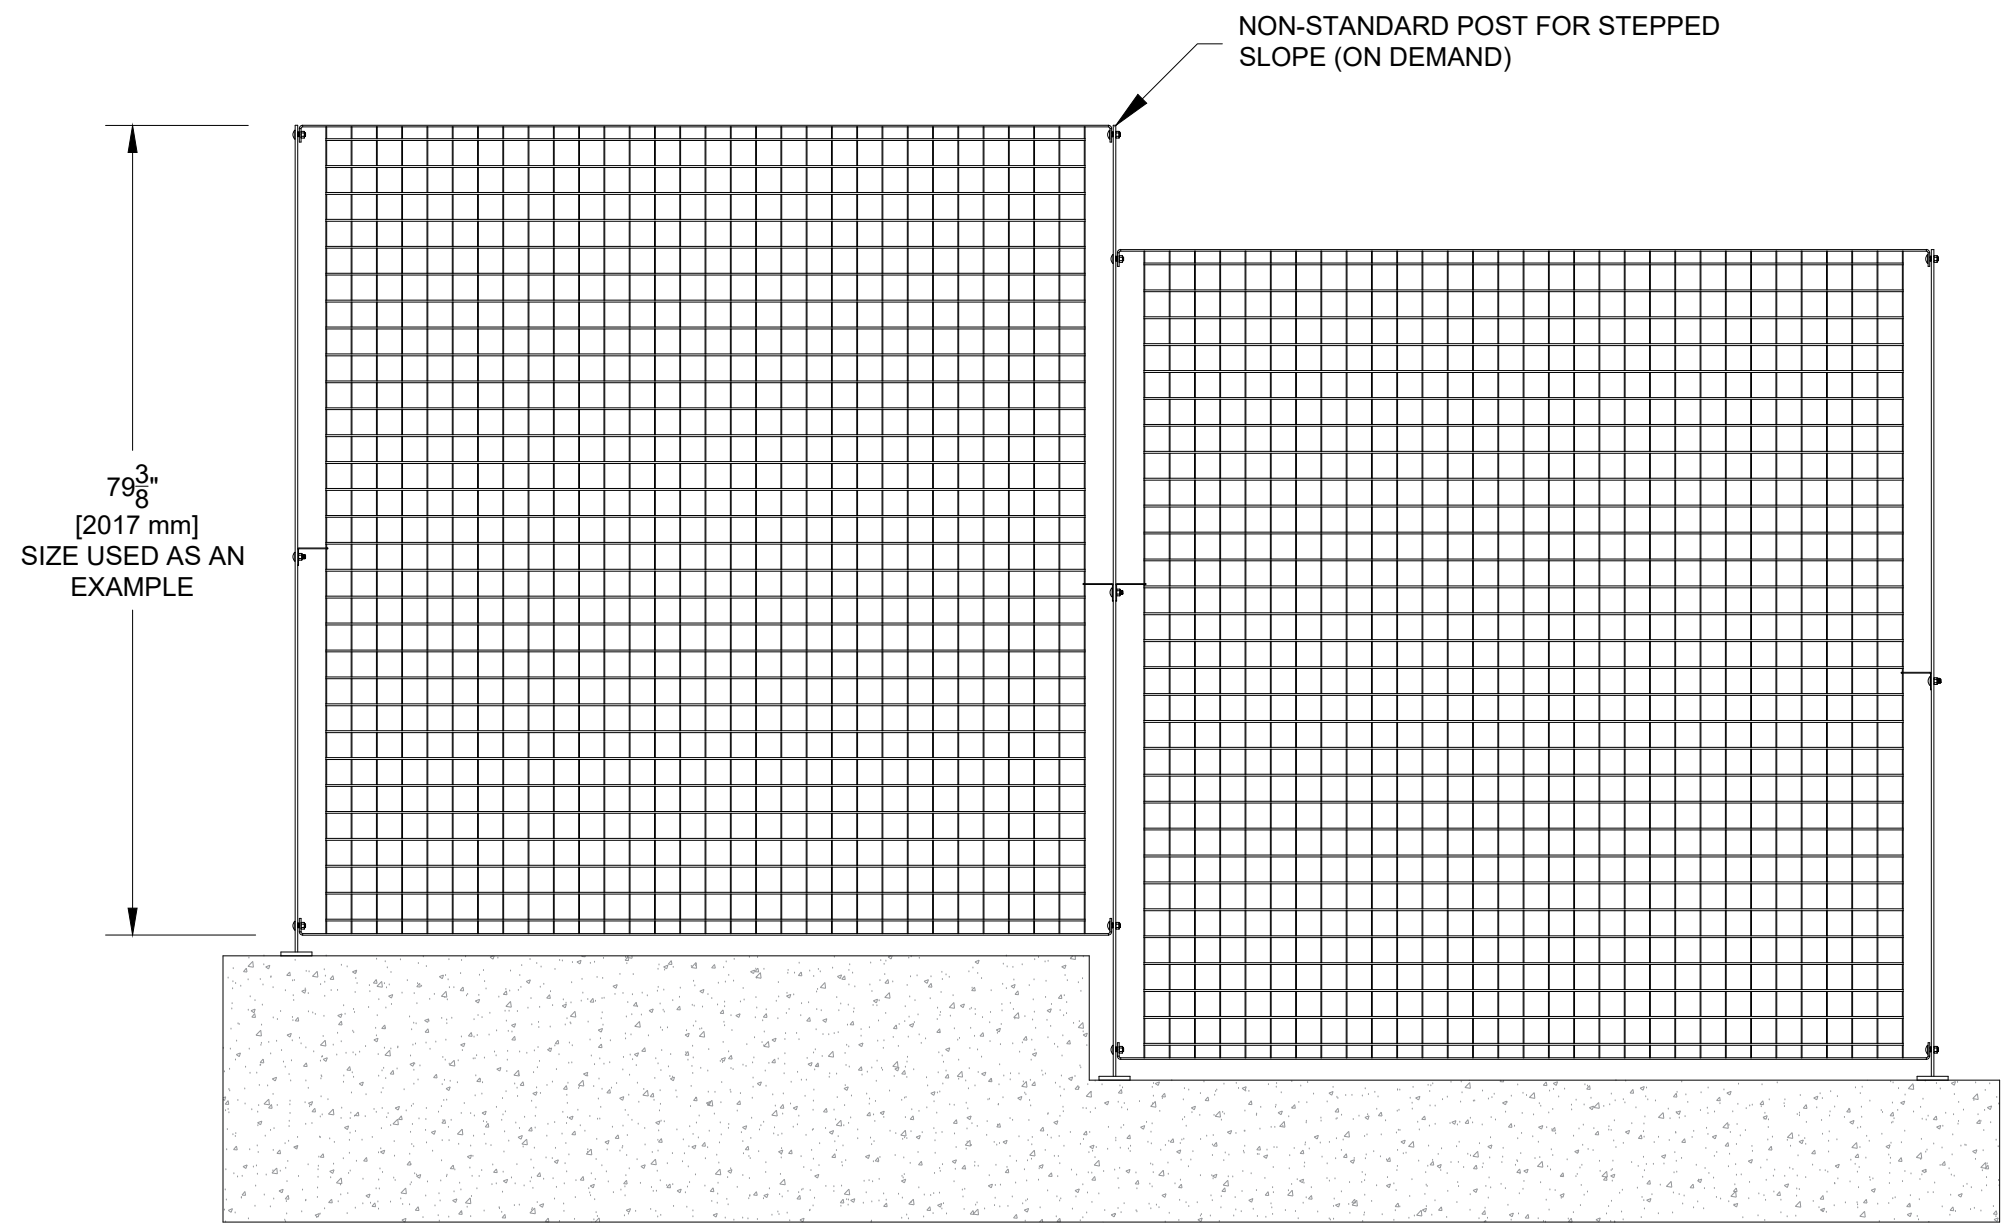 NON-STANDARD POST FOR STEPPED
SLOPE (ON DEMAND)
79 3/8"
[2017 mm]
SIZE USED AS AN
EXAMPLE